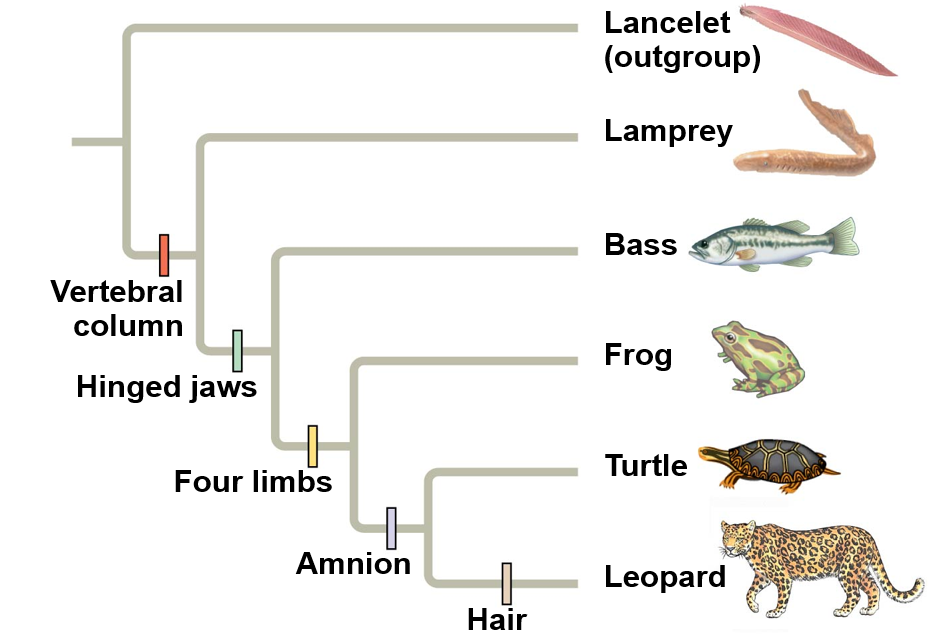 Lancelet
(outgroup)
Lamprey
Bass
Vertebral
column
Frog
Hinged jaws
Turtle
Four limbs
Amnion
Leopard
Hair